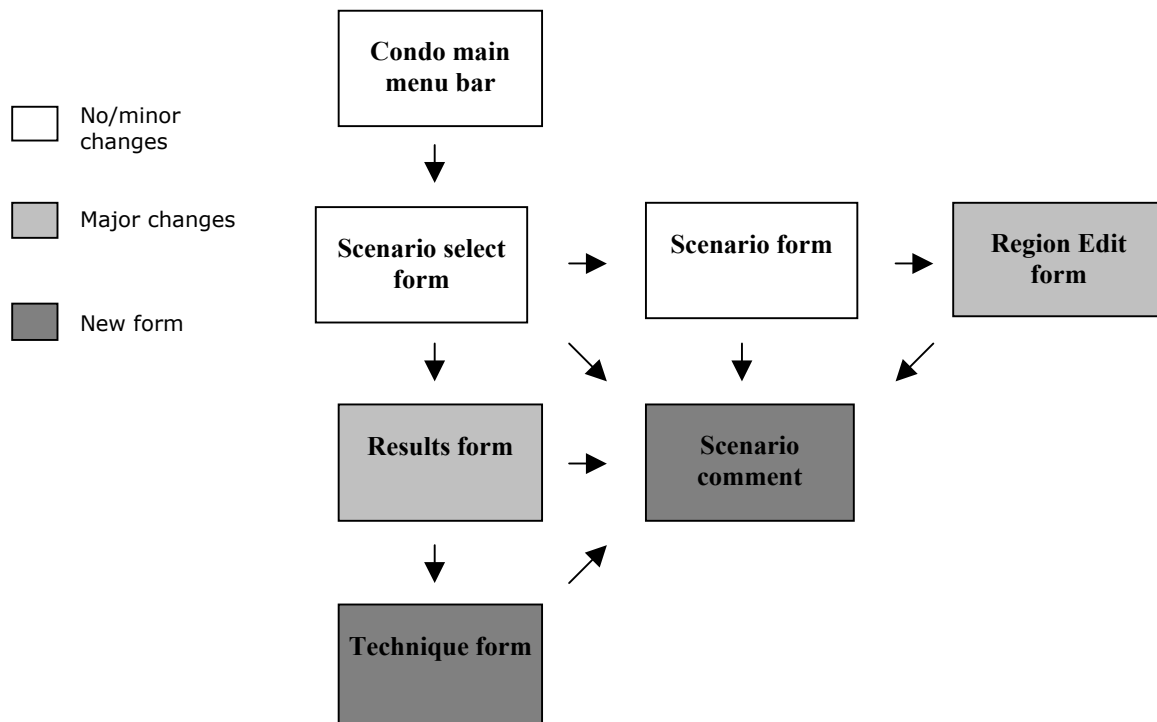 Condo main
menu bar
No/minor
changes
Major changes
New form
Scenario select
form
Scenario form
Region Edit
form
Results form
Scenario
comment
Technique form